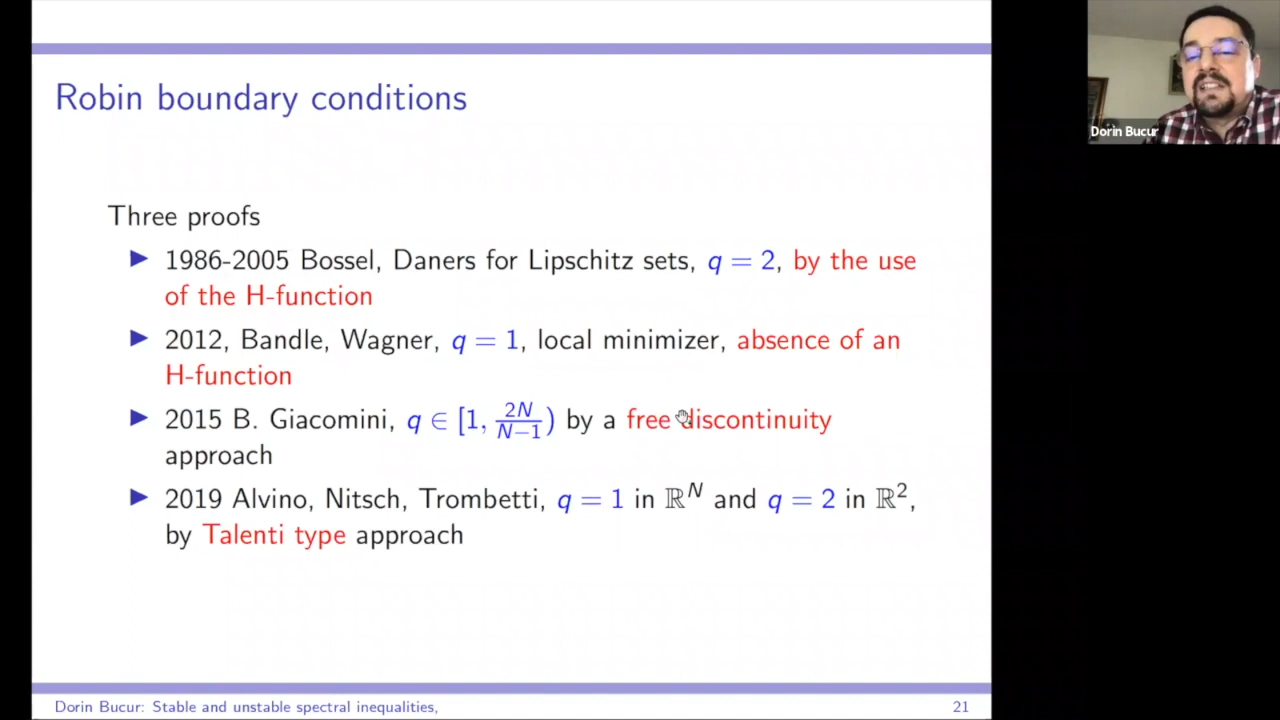 Robin boundary conditions
Dorin Bucur
Three proofs
▶ 1986-2005 Bossel, Daners for Lipschitz sets, q = 2, by the use
of the H-function
▶ 2012, Bandle, Wagner, q = 1, local minimizer, absence of an
H-function
▶ 2015 B. Giacomini, q ∈ [1, 2N/N−1) by a free discontinuity
approach
▶ 2019 Alvino, Nitsch, Trombetti, q = 1 in ℝᴺ and q = 2 in ℝ²,
by Talenti type approach
Dorin Bucur: Stable and unstable spectral inequalities,
21